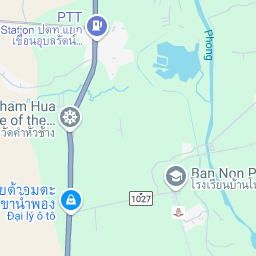 PTT
Station ปตท.แยก
เขื่อนอุบลรัตน์...
Phong
ham Hua
e of the...
วัดคำหัวช้าง
Ban Non P
โรงเรียนบ้านโน
ยต้าอมตะ
ขาน้ำพอง
Đại lý ô tô
1027